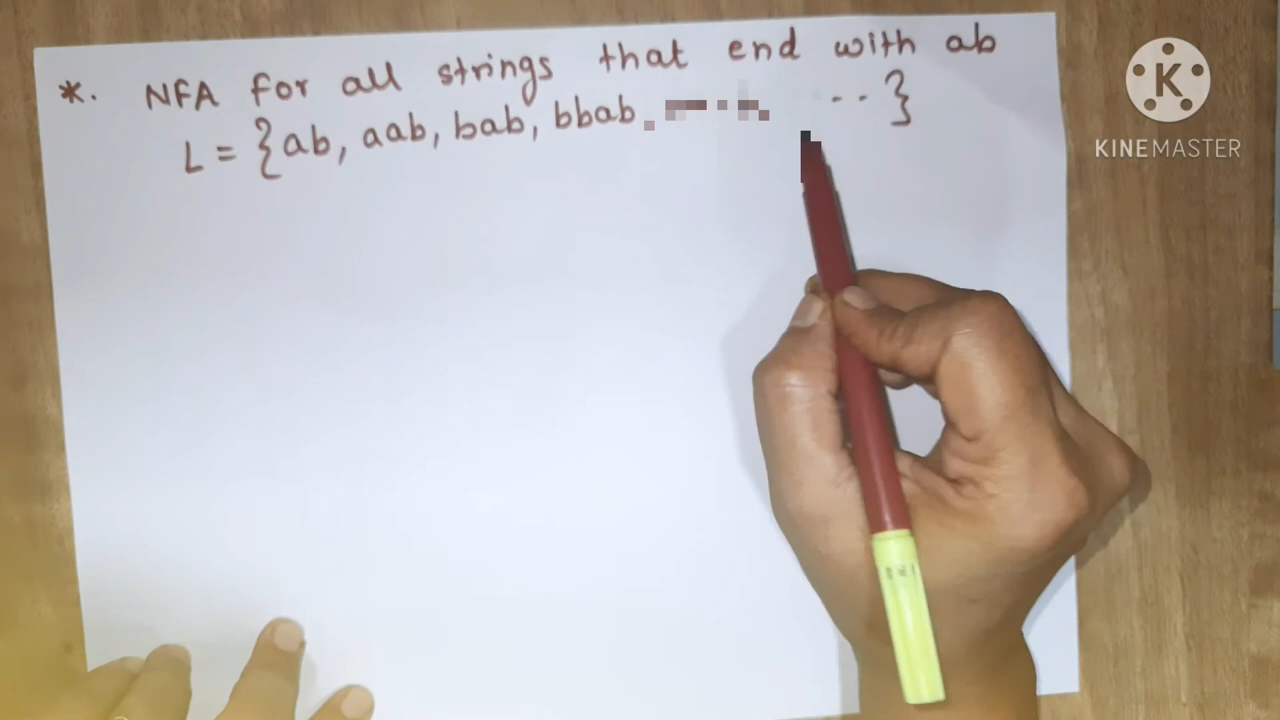 *. NFA for all strings that end with ab
L = {ab, aab, bab, bbab, - - }
K
KINEMASTER